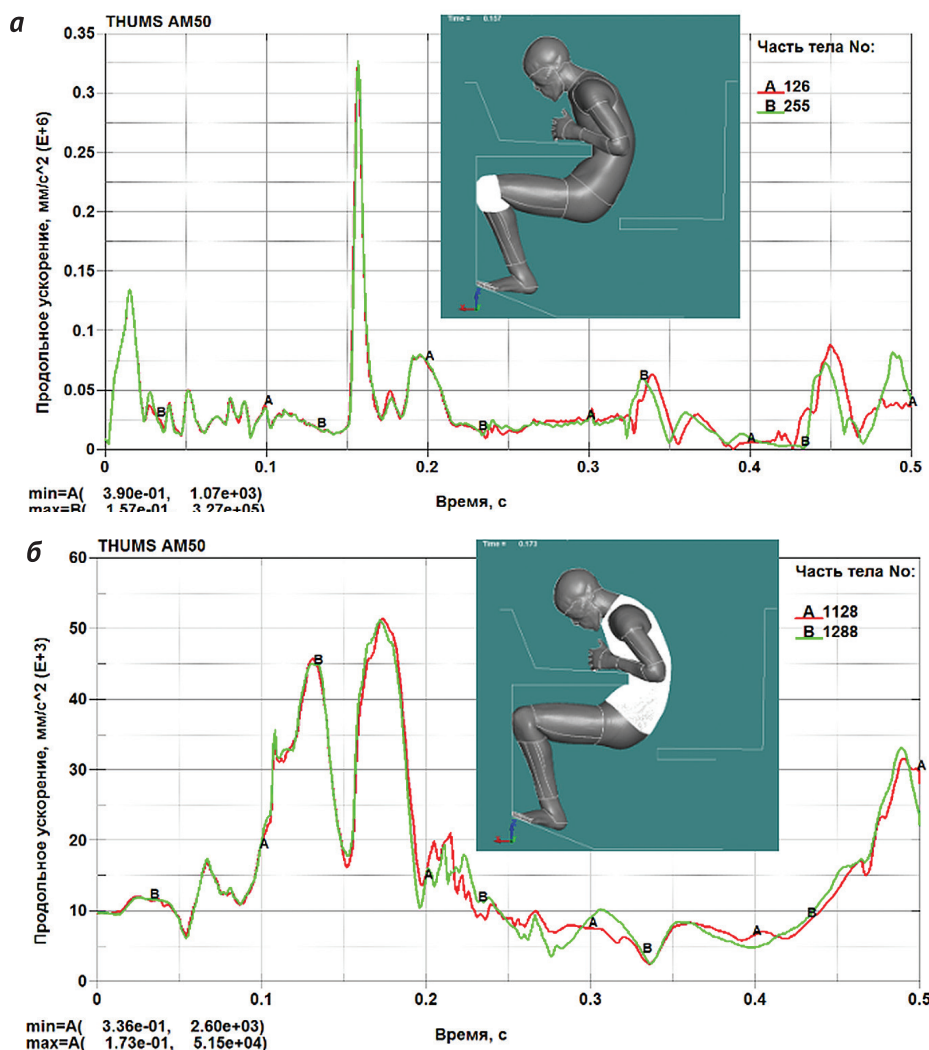 а
THUMS AM50
Продольное ускорение, мм/с^2 (E+6)
0.35
0.3
0.25
0.2
0.15
0.1
0.05
0
0
0.1
0.2
0.3
0.4
0.5
Time = 0.157
Часть тела No:
A 126
B 255
B
A
B
A
B
A
B
A
B
A
min=A( 3.90e-01, 1.07e+03)
max=B( 1.57e-01, 3.27e+05)
Время, с
б
THUMS AM50
Продольное ускорение, мм/с^2 (E+3)
60
50
40
30
20
10
0
0
0.1
0.2
0.3
0.4
0.5
Time = 0.173
Часть тела No:
A 1128
B 1288
B
A
B
A
B
A
B
A
B
A
min=A( 3.36e-01, 2.60e+03)
max=A( 1.73e-01, 5.15e+04)
Время, с